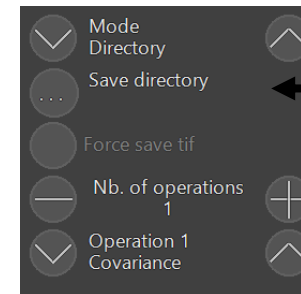 Mode
Directory
Save directory
...
Force save tif
Nb. of operations
1
Operation 1
Covariance